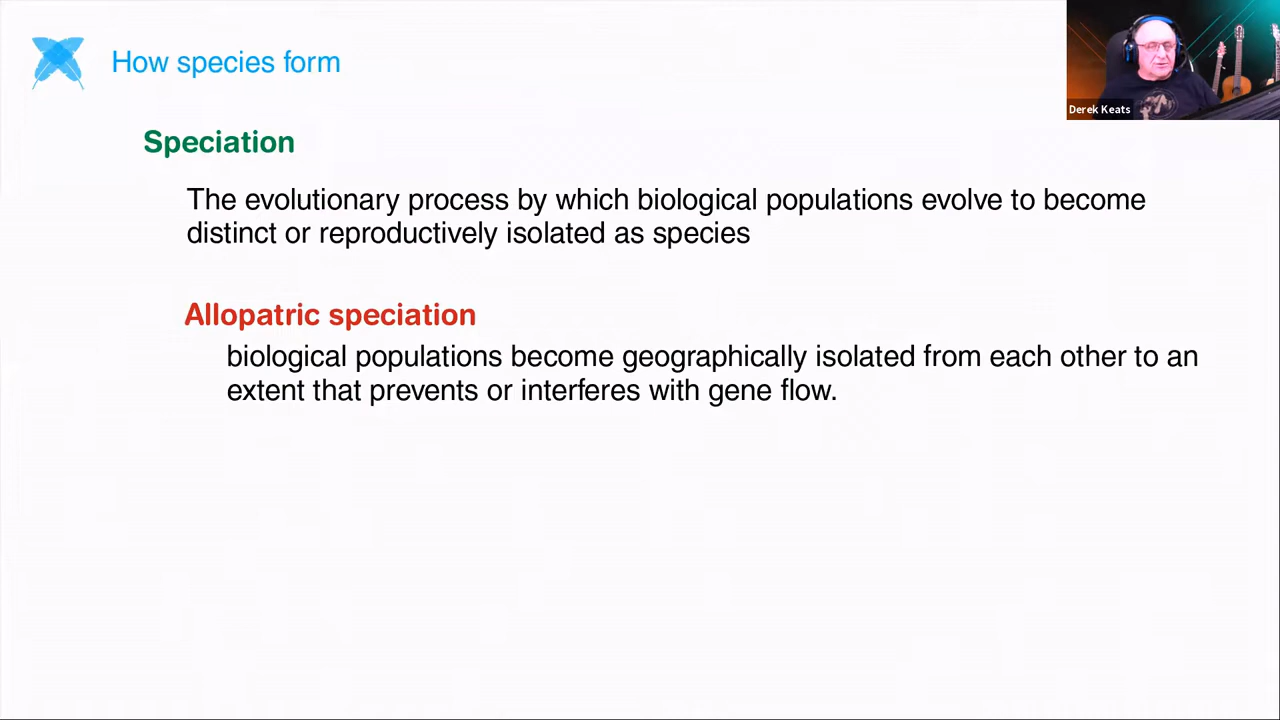 How species form
Derek Keats
Speciation
The evolutionary process by which biological populations evolve to become
distinct or reproductively isolated as species
Allopatric speciation
biological populations become geographically isolated from each other to an
extent that prevents or interferes with gene flow.